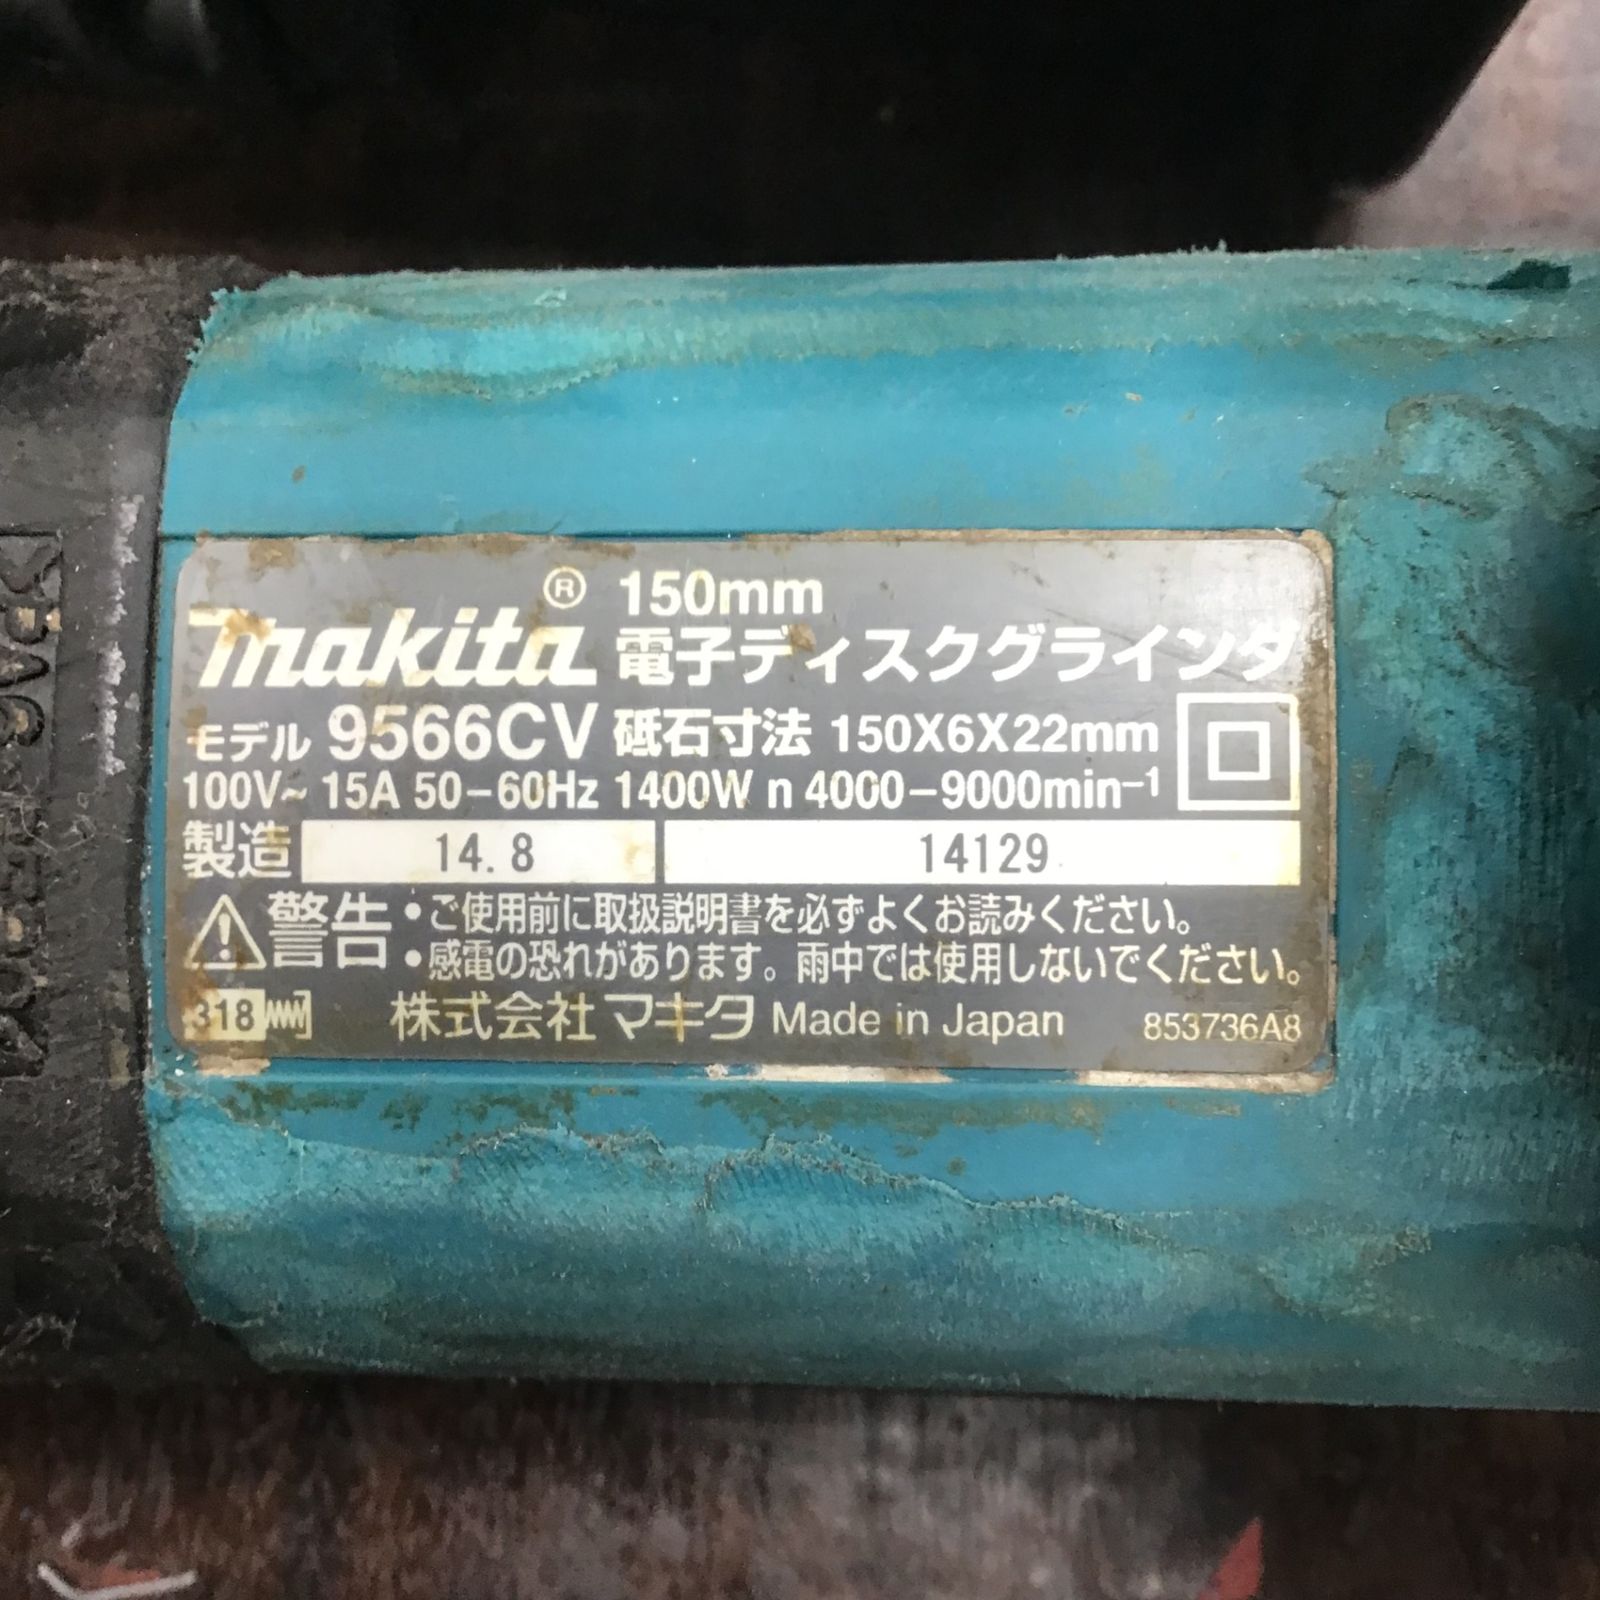 makita® 150mm
電子ディスクグラインダ
モデル 9566CV 砥石寸法 150X6X22mm
100V~ 15A 50-60Hz 1400W n 4000-9000min⁻¹
製造 14.8 14129
警告 • ご使用前に取扱説明書を必ずよくお読みください。
• 感電の恐れがあります。雨中では使用しないでください。
318 株式会社マキタ Made in Japan 853736A8